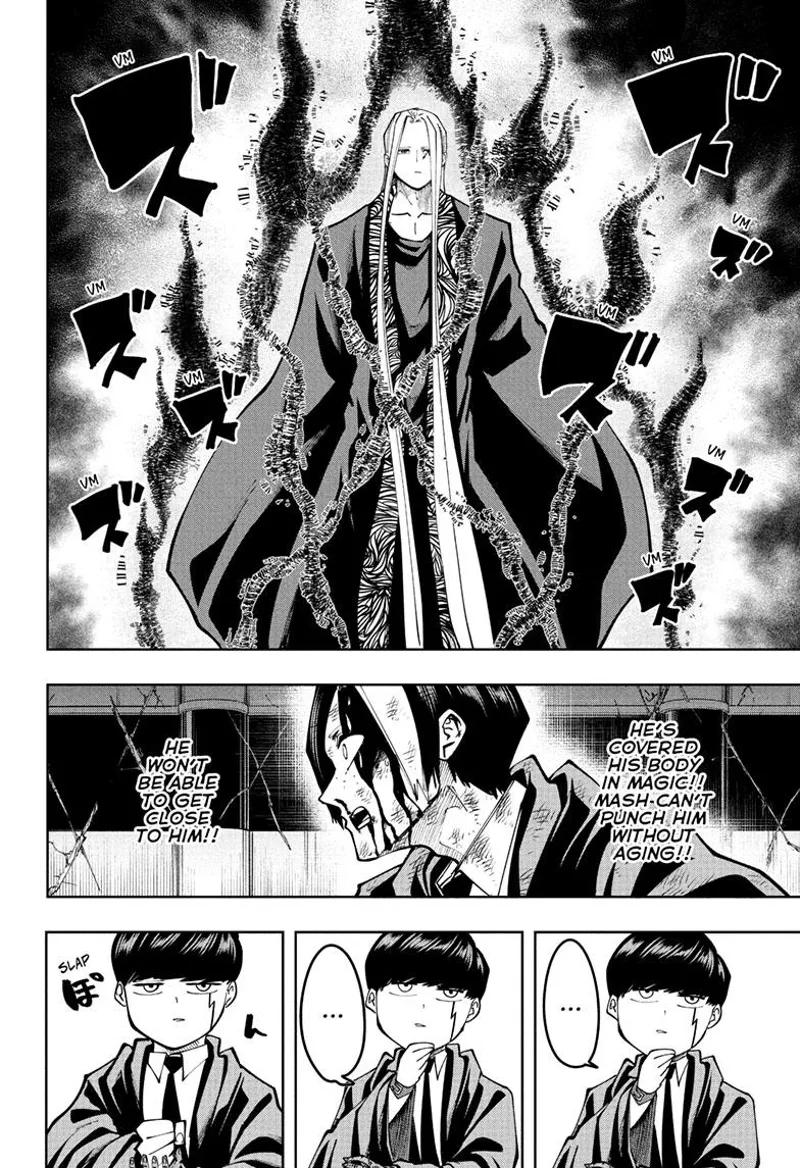 VM
ズ
VM
ズ
VM
ズ
VM
ズ
VM
ズ
VM
ズ
VM
ズ
VM
ズ
VM
ズ
HE'S
COVERED
HIS BODY
IN MAGIC!!
MASH CAN'T
PUNCH HIM
WITHOUT
AGING!!
HE
WON'T
BE ABLE
TO GET
CLOSE
TO HIM!!
...
...
SLAP
ぽ
ん